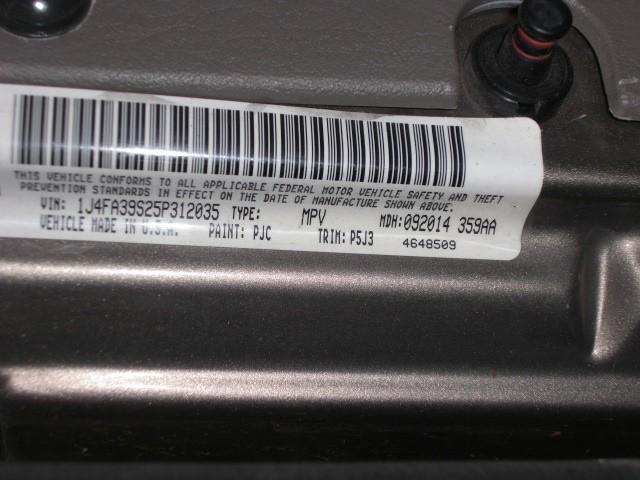 THIS VEHICLE CONFORMS TO ALL APPLICABLE FEDERAL MOTOR VEHICLE SAFETY AND THEFT
PREVENTION STANDARDS IN EFFECT ON THE DATE OF MANUFACTURE SHOWN ABOVE.
VIN: 1J4FA39S25P312035 TYPE: MPV MDH:092014 359AA
VEHICLE MADE IN U.S.A. PAINT: PJC TRIM: P5J3 4648509